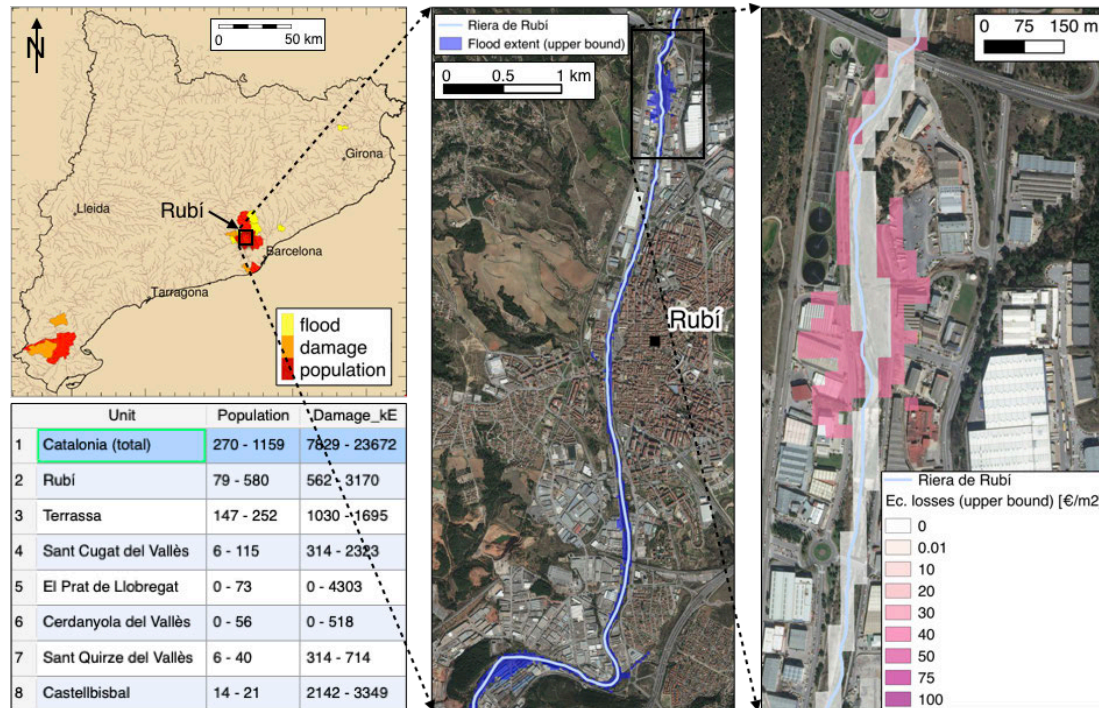 N
0 50 km
Girona
Lleida
Rubí
Barcelona
Tarragona
flood
damage
population
Unit Population Damage_kE
1 Catalonia (total) 270 - 1159 7829 - 23672
2 Rubí 79 - 580 562 - 3170
3 Terrassa 147 - 252 1030 - 1695
4 Sant Cugat del Vallès 6 - 115 314 - 2323
5 El Prat de Llobregat 0 - 73 0 - 4303
6 Cerdanyola del Vallès 0 - 56 0 - 518
7 Sant Quirze del Vallès 6 - 40 314 - 714
8 Castellbisbal 14 - 21 2142 - 3349
Riera de Rubí
Flood extent (upper bound)
0 0.5 1 km
Rubí
0 75 150 m
Riera de Rubí
Ec. losses (upper bound) [€/m2
0
0.01
10
20
30
40
50
75
100